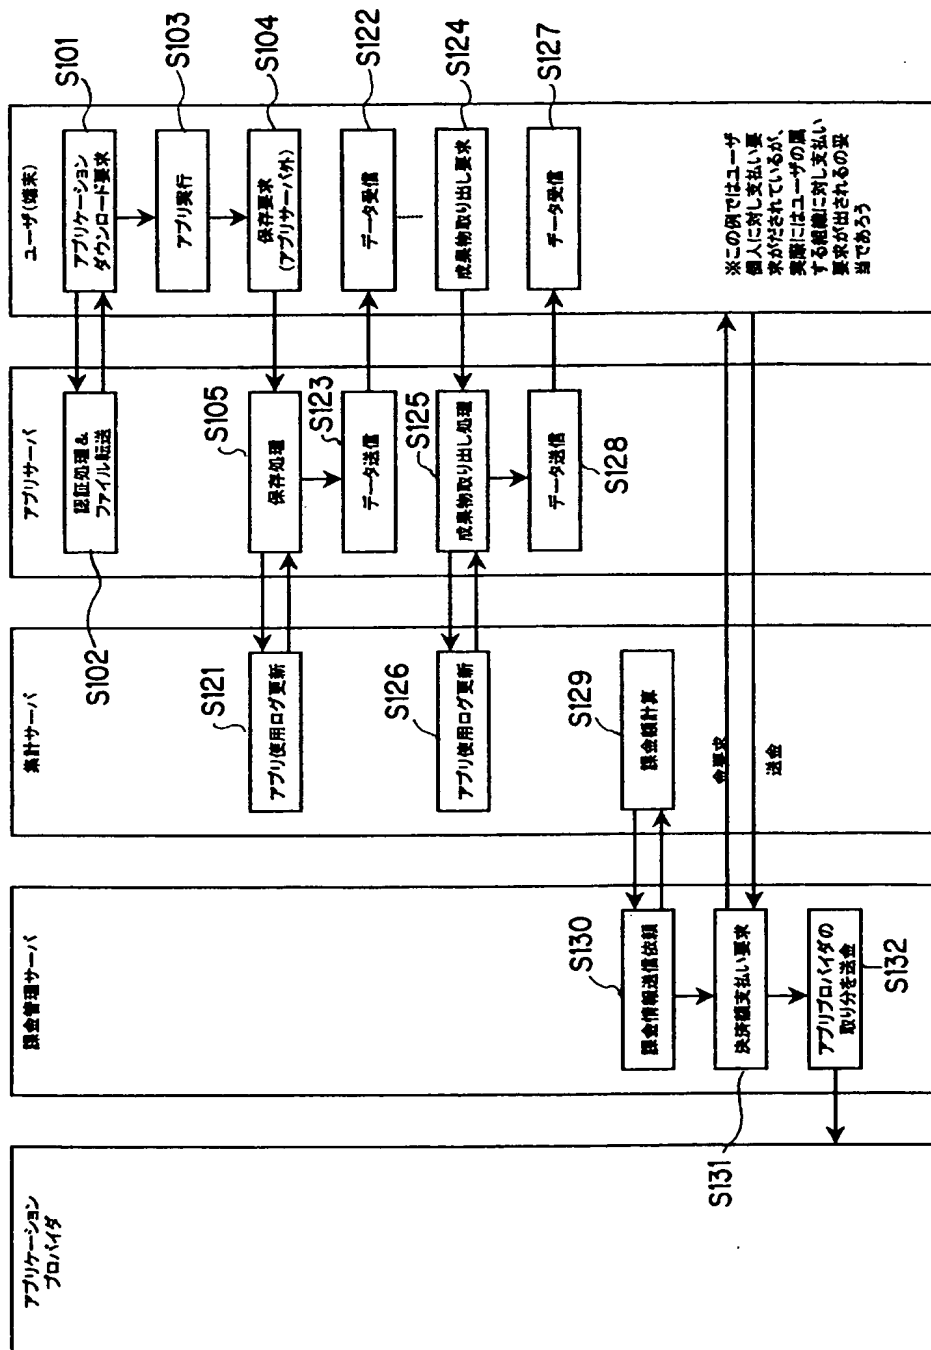 アプリケーション
プロバイダ
課金管理サーバ
集計サーバ
アプリサーバ
ユーザ(端末)
S101
アプリケーション
ダウンロード要求
S102
認証処理&
ファイル転送
S103
アプリ実行
S104
保存要求
(アプリサーバ外)
S105
保存処理
S121
アプリ使用ログ更新
S122
データ受信
S123
データ送信
S124
成果物取り出し要求
S125
成果物取り出し処理
S126
アプリ使用ログ更新
S127
データ受信
S128
データ送信
S129
課金額計算
S130
課金情報送信依頼
S131
決済額支払い要求
金要求
送金
S132
アプリプロバイダの
取り分を送金
※この例ではユーザ
個人に対し支払い要
求がだされているが、
実際にはユーザの属
する組織に対し支払い
要求が出されるの妥
当であろう